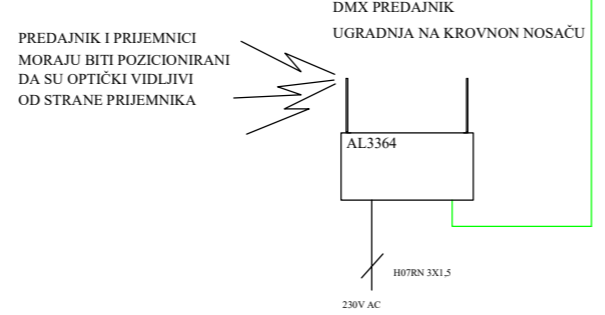 DMX PREDAJNIK
UGRADNJA NA KROVNON NOSAČU
PREDAJNIK I PRIJEMNICI
MORAJU BITI POZICIONIRANI
DA SU OPTIČKI VIDLJIVI
OD STRANE PRIJEMNIKA
AL3364
H07RN 3X1,5
230V AC